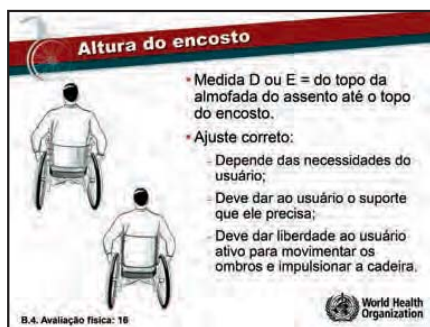 Altura do encosto
• Medida D ou E = do topo da
almofada do assento até o topo
do encosto.
• Ajuste correto:
- Depende das necessidades do
usuário;
- Deve dar ao usuário o suporte
que ele precisa;
- Deve dar liberdade ao usuário
ativo para movimentar os
ombros e impulsionar a cadeira.
B.4. Avaliação física: 16
World Health
Organization